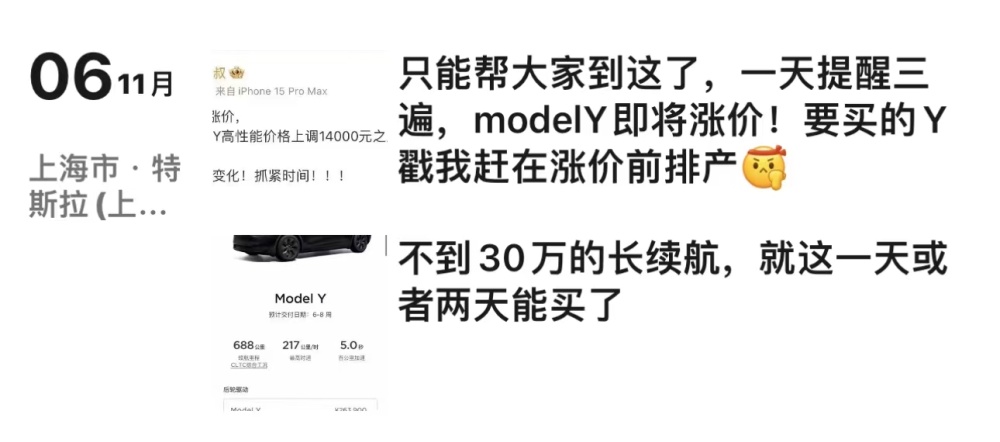 06 11月
上海市 · 特
斯拉 (上...
叔
来自 iPhone 15 Pro Max
涨价,
Y高性能价格上调14000元之
变化！抓紧时间！！！
只能帮大家到这了，一天提醒三
遍，modelY即将涨价！要买的 Y
戳我赶在涨价前排产
Model Y
预计交付日期：6-8 周
688公里 217公里/时 5.0秒
续航里程 最高时速 百公里加速
CLTC综合工况
后轮驱动
Model Y ¥263,900
不到 30 万的长续航，就这一天或
者两天能买了